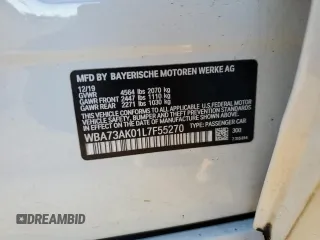 MFD BY BAYERISCHE MOTOREN WERKE AG
12/19
GVWR 4564 lbs 2070 kg
GAWR FRONT 2447 lbs 1110 kg
GAWR REAR 2271 lbs 1030 kg
THIS VEHICLE CONFORMS TO ALL APPLICABLE FEDERAL MOTOR VEHICLE
SAFETY, BUMPER, AND THEFT PREVENTION STANDARDS
IN EFFECT ON THE DATE OF MANUFACTURE SHOWN ABOVE.
WBA73AK01L7F55270 TYPE: PASSENGER CAR
300
DREAMBID